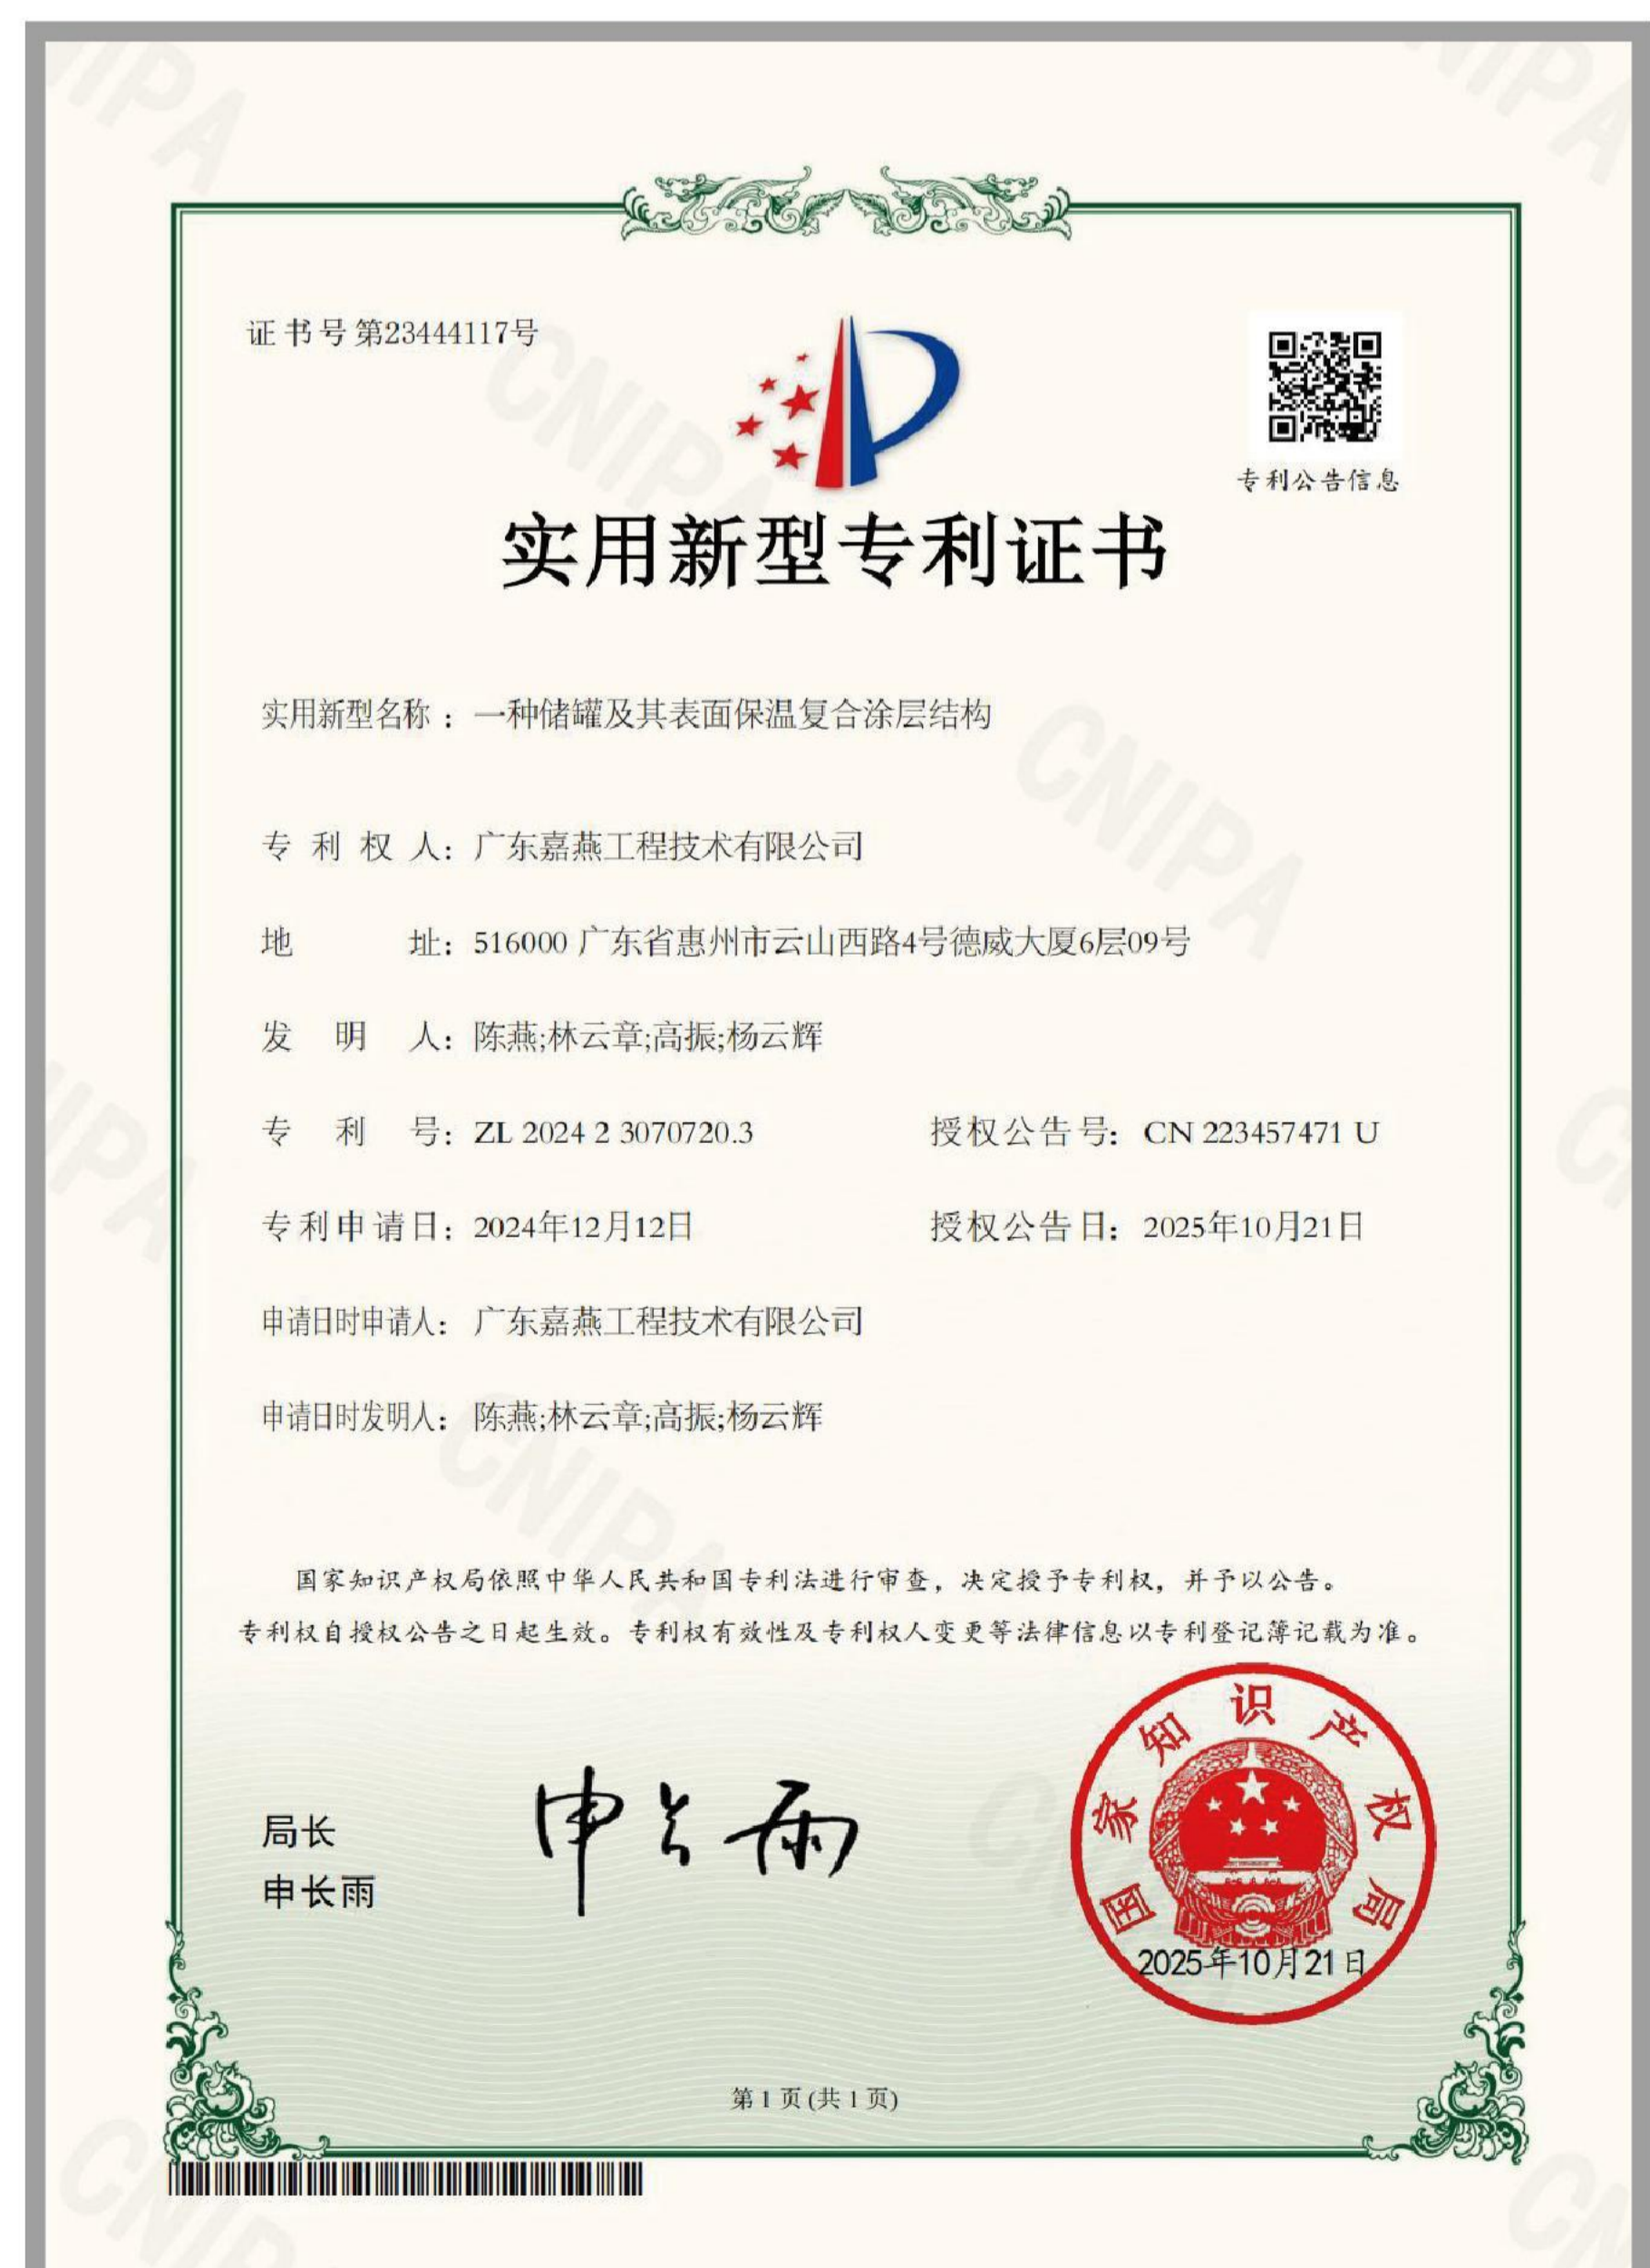 证书号第23444117号
专利公告信息
实用新型专利证书
实用新型名称：一种储罐及其表面保温复合涂层结构
专利权人：广东嘉燕工程技术有限公司
地址：516000 广东省惠州市云山西路4号德威大厦6层09号
发明人：陈燕;林云章;高振;杨云辉
专利号：ZL 2024 2 3070720.3 授权公告号：CN 223457471 U
专利申请日：2024年12月12日 授权公告日：2025年10月21日
申请日时申请人：广东嘉燕工程技术有限公司
申请日时发明人：陈燕;林云章;高振;杨云辉
国家知识产权局依照中华人民共和国专利法进行审查，决定授予专利权，并予以公告。
专利权自授权公告之日起生效。专利权有效性及专利权人变更等法律信息以专利登记簿记载为准。
局长
申长雨
申长雨
国家知识产权局
2025年10月21日
第1页(共1页)
CNIPA
CNIPA
CNIPA
CNIPA